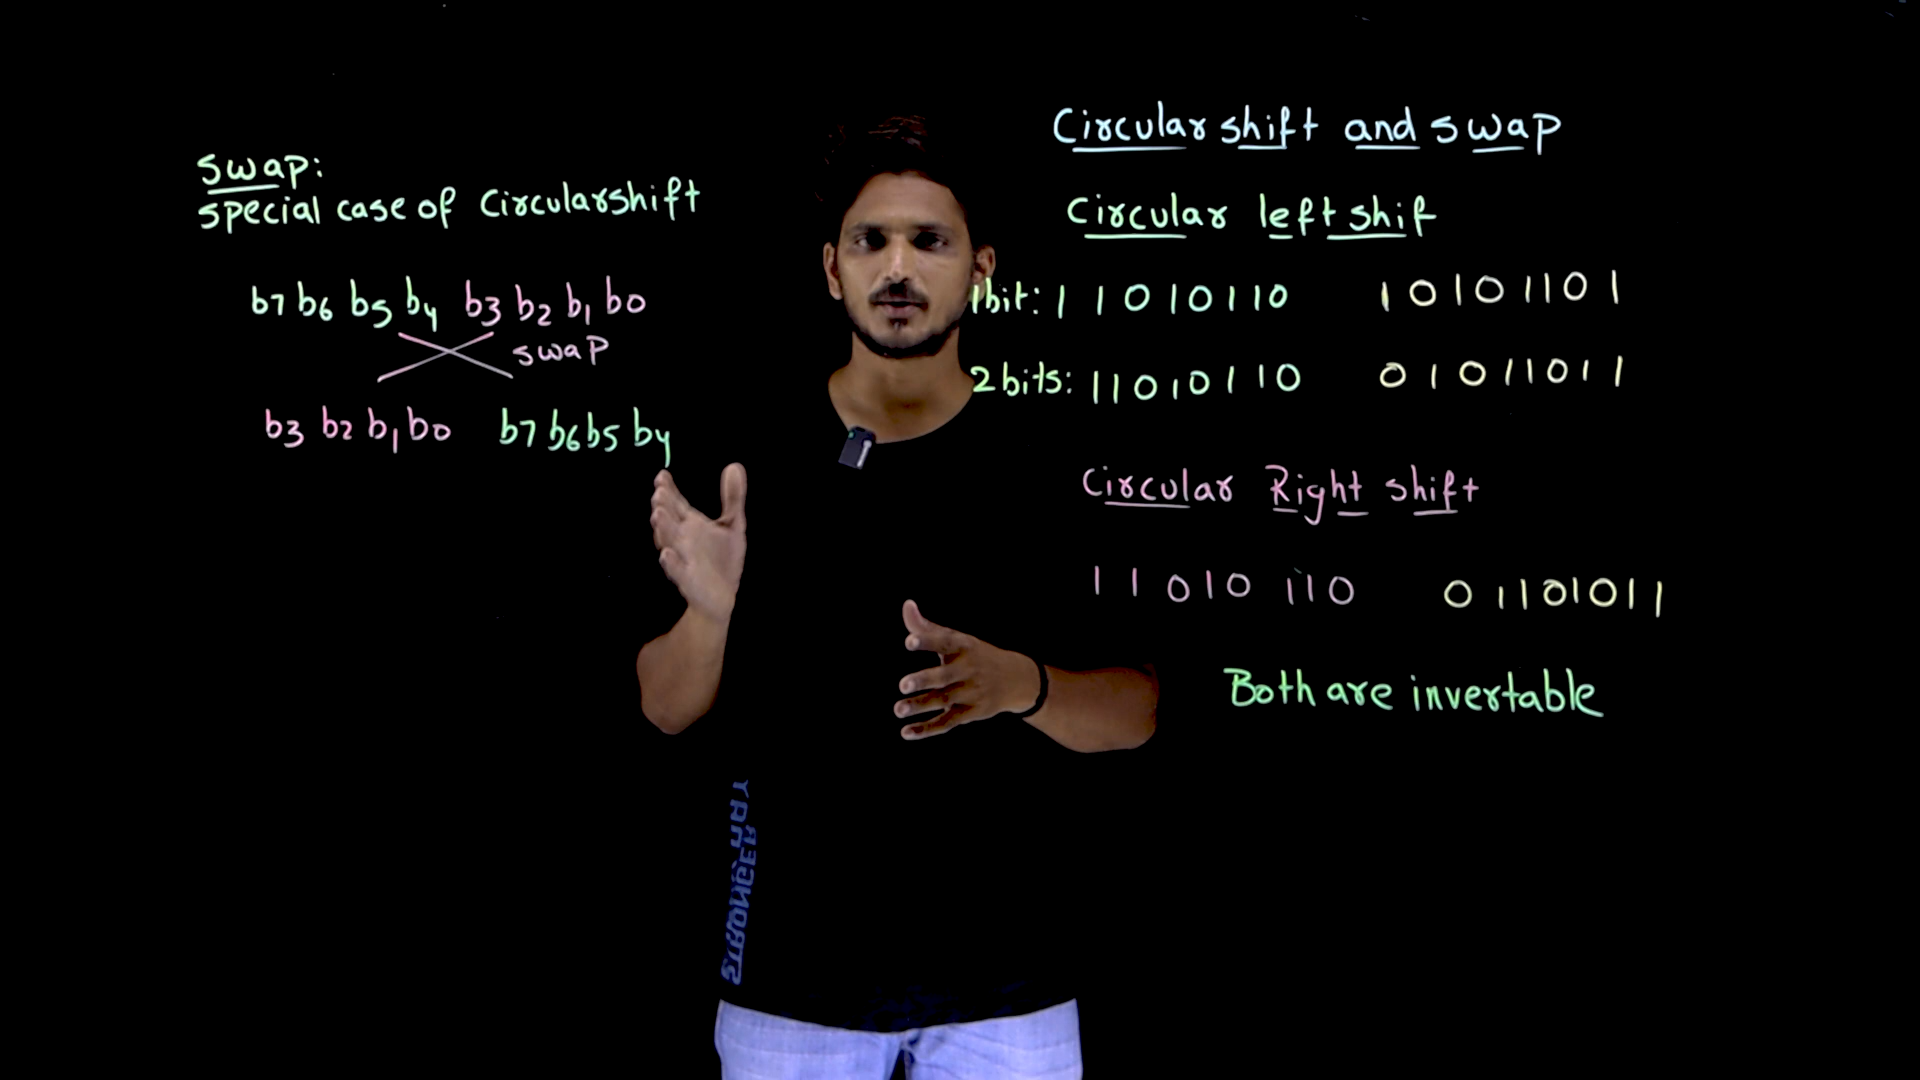 Circular shift and swap
Circular left shif
1bit: 1 1 0 1 0 1 1 0 1 0 1 0 1 1 0 1
2 bits: 1 1 0 1 0 1 1 0 0 1 0 1 1 0 1 1
Circular Right shift
1 1 0 1 0 1 1 0 0 1 1 0 1 0 1 1
Both are invertable
swap:
special case of Circularshift
b7 b6 b5 b4 b3 b2 b1 b0
swap
b3 b2 b1 b0 b7 b6 b5 b4